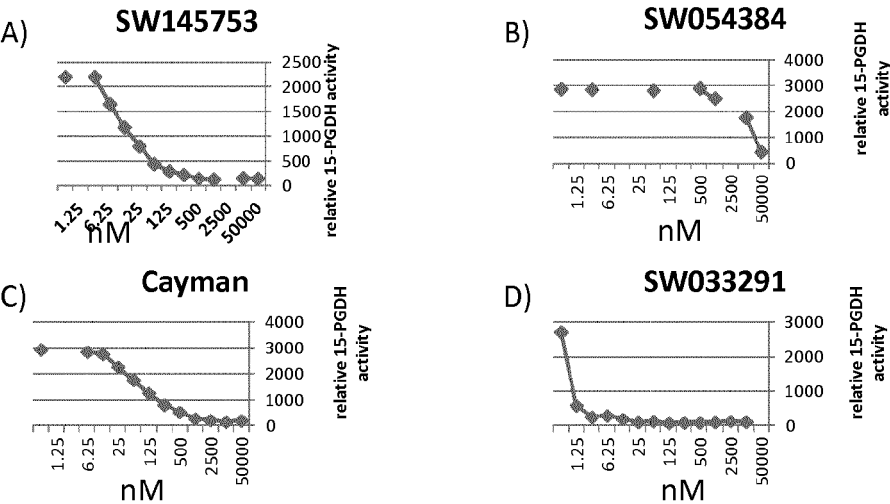 A)
SW145753
2500
2000
1500
1000
500
0
relative 15-PGDH activity
1.25
6.25
25
125
500
2500
50000
nM
B)
SW054384
4000
3000
2000
1000
0
relative 15-PGDH
activity
1.25
6.25
25
125
500
2500
50000
nM
C)
Cayman
4000
3000
2000
1000
0
relative 15-PGDH
activity
1.25
6.25
25
125
500
2500
50000
nM
D)
SW033291
3000
2000
1000
0
relative 15-PGDH
activity
1.25
6.25
25
125
500
2500
50000
nM